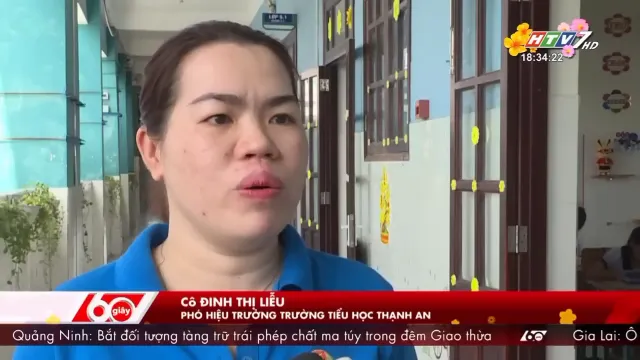 LỚP 5.1
HTV7 HD
18:34:22
60 giây
Cô ĐINH THỊ LIỄU
PHÓ HIỆU TRƯỞNG TRƯỜNG TIỂU HỌC THẠNH AN
Quảng Ninh: Bắt đối tượng tàng trữ trái phép chất ma túy trong đêm Giao thừa
60 giây
Gia Lai: Ô